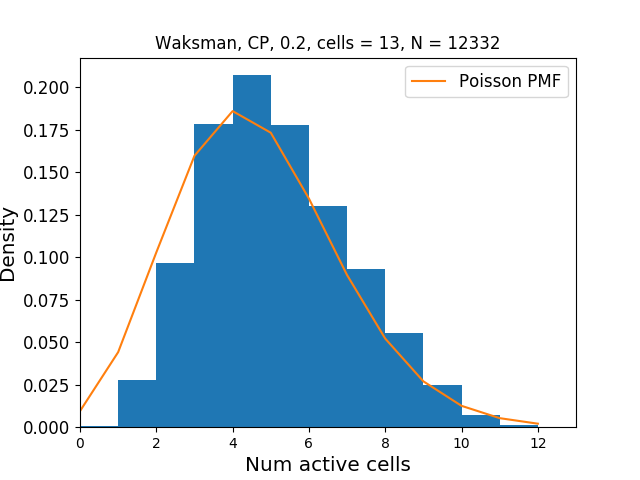 Waksman, CP, 0.2, cells = 13, N = 12332
Poisson PMF
Density
0.200
0.175
0.150
0.125
0.100
0.075
0.050
0.025
0.000
0 2 4 6 8 10 12
Num active cells